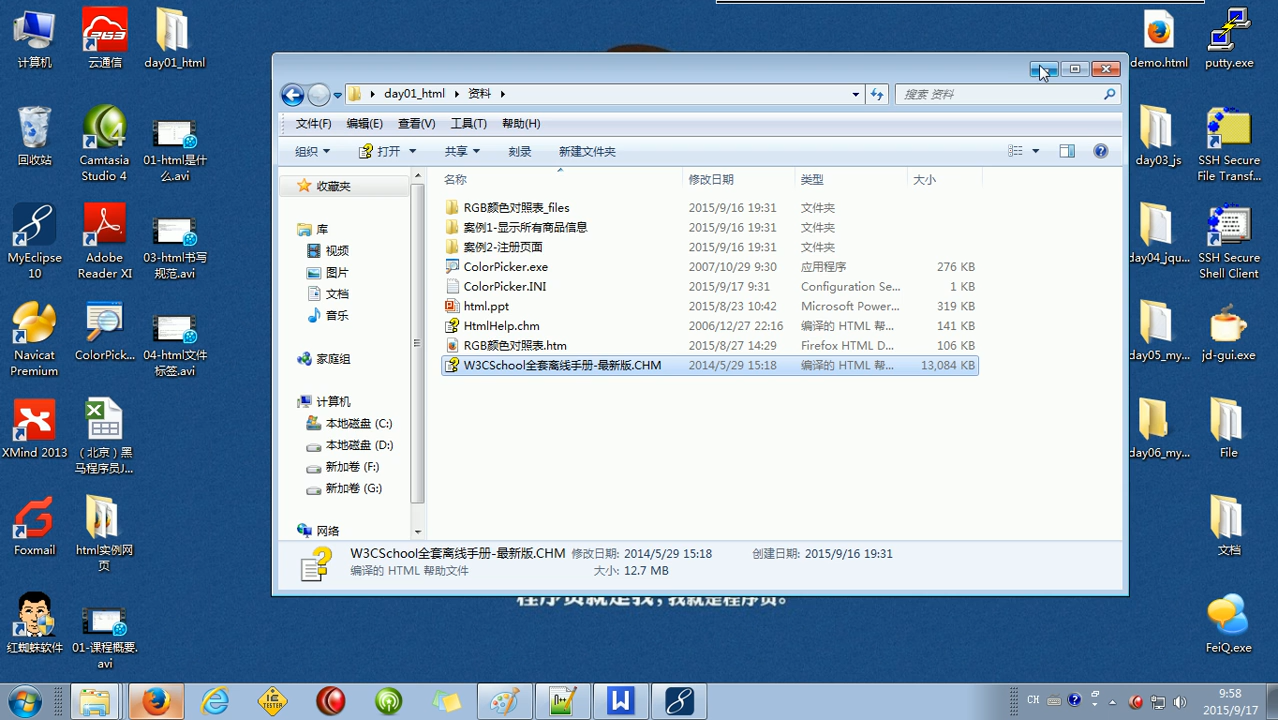 计算机
云通信
day01_html
回收站
Camtasia Studio 4
01-html是什么.avi
MyEclipse 10
Adobe Reader XI
03-html书写规范.avi
Navicat Premium
ColorPick...
04-html文件标签.avi
XMind 2013
（北京）黑马程序员J...
Foxmail
html实例网页
红蜘蛛软件
01-课程概要.avi
day01_html
资料
搜索 资料
文件(F) 编辑(E) 查看(V) 工具(T) 帮助(H)
组织 打开 共享 刻录 新建文件夹
收藏夹
库
视频
图片
文档
音乐
家庭组
计算机
本地磁盘 (C:)
本地磁盘 (D:)
新加卷 (F:)
新加卷 (G:)
网络
名称 修改日期 类型 大小
RGB颜色对照表_files 2015/9/16 19:31 文件夹
案例1-显示所有商品信息 2015/9/16 19:31 文件夹
案例2-注册页面 2015/9/16 19:31 文件夹
ColorPicker.exe 2007/10/29 9:30 应用程序 276 KB
ColorPicker.INI 2015/9/17 9:31 Configuration Se... 1 KB
html.ppt 2015/8/23 10:42 Microsoft Power... 319 KB
HtmlHelp.chm 2006/12/27 22:16 编译的 HTML 帮... 141 KB
RGB颜色对照表.htm 2015/8/27 14:29 Firefox HTML D... 106 KB
W3CSchool全套离线手册-最新版.CHM 2014/5/29 15:18 编译的 HTML 帮... 13,084 KB
W3CSchool全套离线手册-最新版.CHM 修改日期: 2014/5/29 15:18 创建日期: 2015/9/16 19:31
编译的 HTML 帮助文件 大小: 12.7 MB
程序员就是我，我就是程序员。
demo.html
putty.exe
day03_js
SSH Secure File Transf...
day04_jqu...
SSH Secure Shell Client
day05_my...
jd-gui.exe
day06_my...
File
文档
FeiQ.exe
CH
9:58
2015/9/17